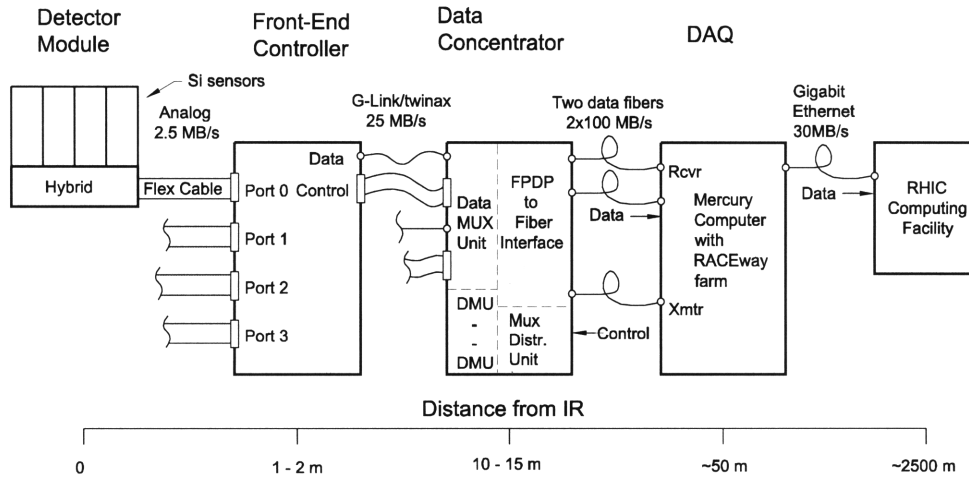 Detector
Module
Front-End
Controller
Data
Concentrator
DAQ
Si sensors
Analog
2.5 MB/s
G-Link/twinax
25 MB/s
Two data fibers
2x100 MB/s
Gigabit
Ethernet
30MB/s
Hybrid
Flex Cable
Port 0
Port 1
Port 2
Port 3
Data
Control
Data
MUX
Unit
DMU
-
-
DMU
FPDP
to
Fiber
Interface
Mux
Distr.
Unit
Data
Control
Rcvr
Mercury
Computer
with
RACEway
farm
Xmtr
Data
RHIC
Computing
Facility
Distance from IR
0
1 - 2 m
10 - 15 m
~50 m
~2500 m